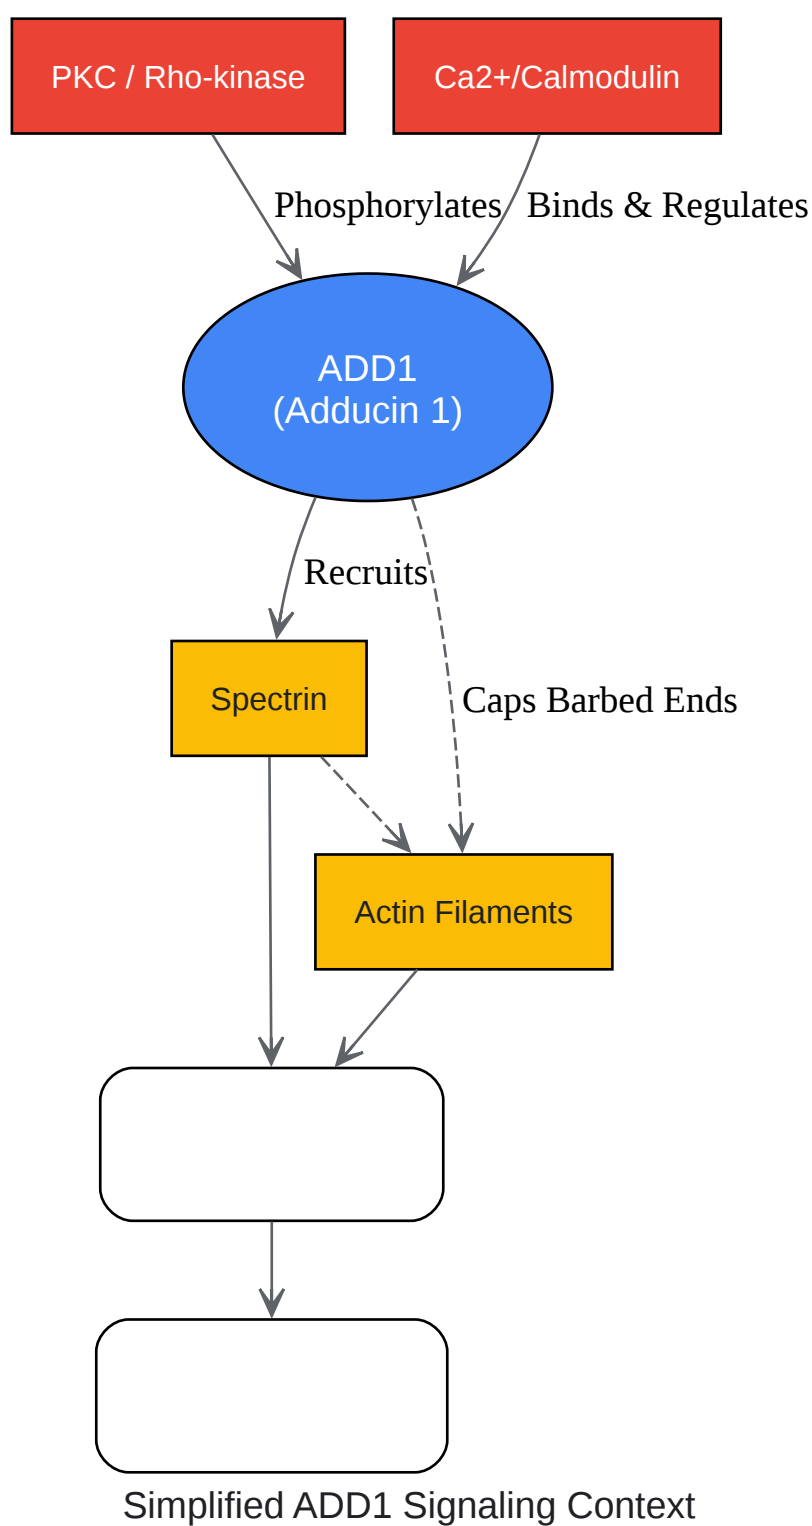 PKC / Rho-kinase
Ca2+/Calmodulin
Phosphorylates
Binds & Regulates
ADD1
(Adducin 1)
Recruits
Spectrin
Caps Barbed Ends
Actin Filaments
Simplified ADD1 Signaling Context